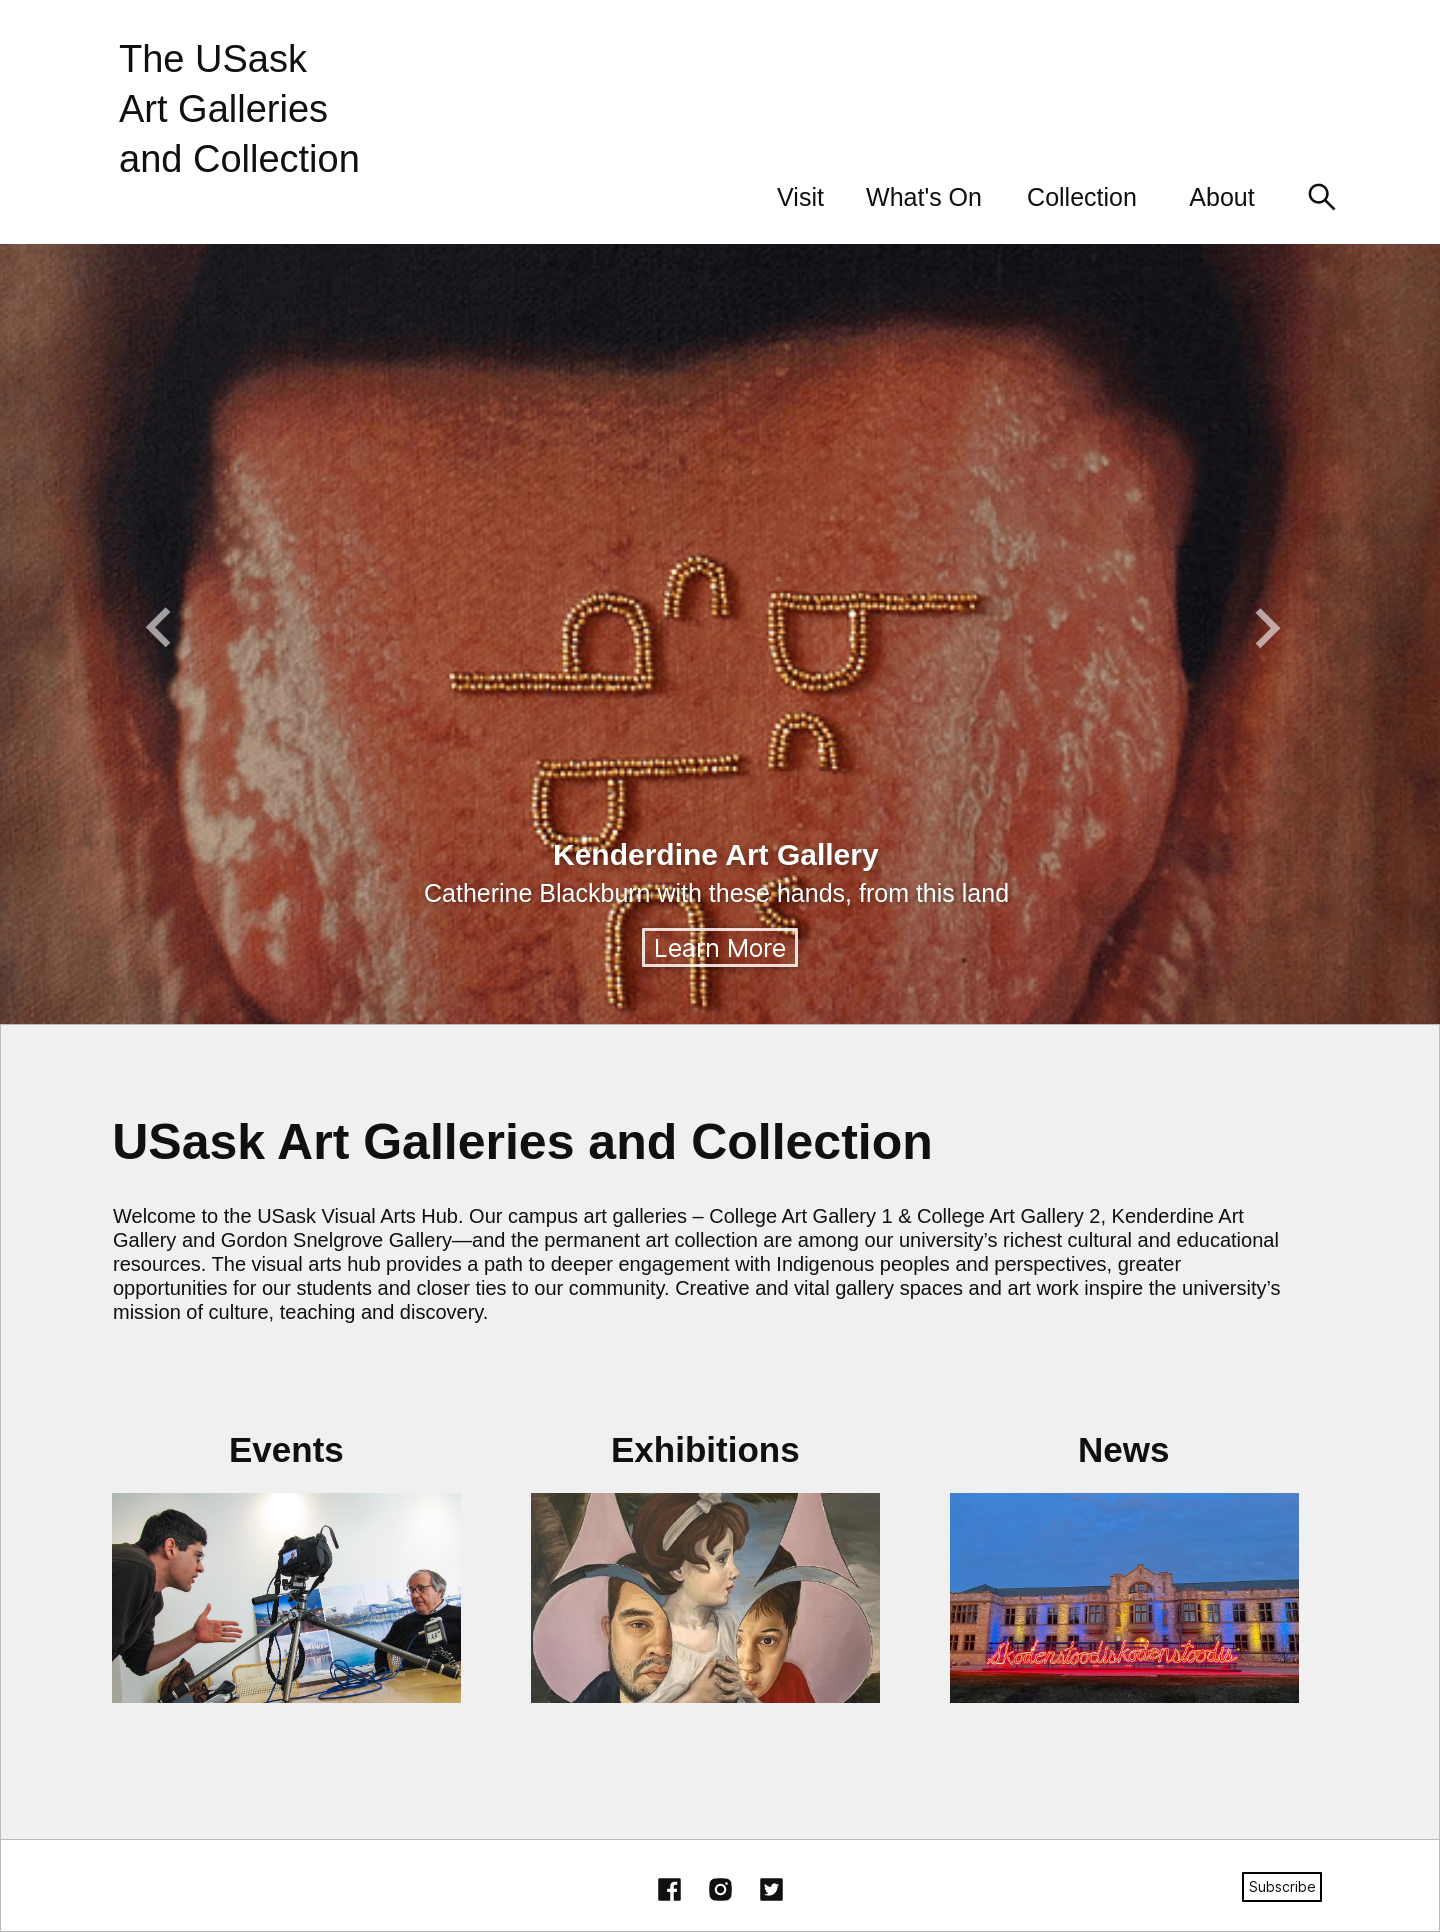 The USask
Art Galleries
and Collection
Visit What's On Collection About
Kenderdine Art Gallery
Catherine Blackburn with these hands, from this land
Learn More
USask Art Galleries and Collection
Welcome to the USask Visual Arts Hub. Our campus art galleries – College Art Gallery 1 & College Art Gallery 2, Kenderdine Art
Gallery and Gordon Snelgrove Gallery—and the permanent art collection are among our university’s richest cultural and educational
resources. The visual arts hub provides a path to deeper engagement with Indigenous peoples and perspectives, greater
opportunities for our students and closer ties to our community. Creative and vital gallery spaces and art work inspire the university’s
mission of culture, teaching and discovery.
Events Exhibitions News
skodenstoodiskodenstoodis
Subscribe